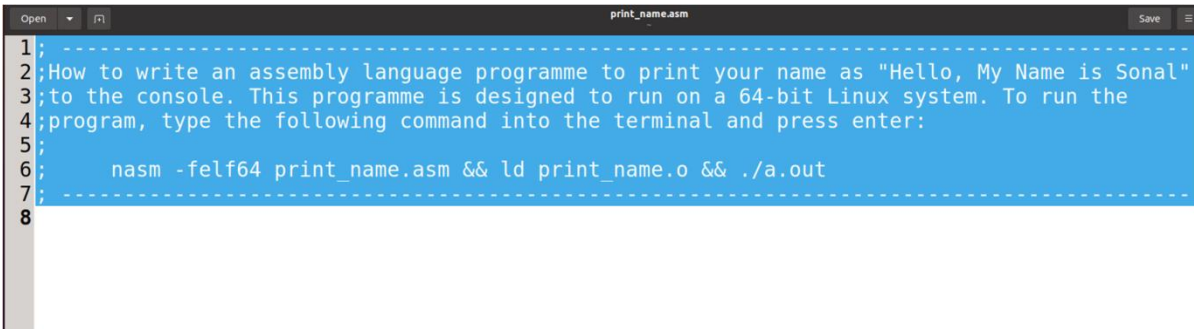 Open print_name.asm Save
1; ---------------------------------------------------------------------------------------------
2;How to write an assembly language programme to print your name as "Hello, My Name is Sonal"
3;to the console. This programme is designed to run on a 64-bit Linux system. To run the
4;program, type the following command into the terminal and press enter:
5;
6;     nasm -felf64 print_name.asm && ld print_name.o && ./a.out
7; ---------------------------------------------------------------------------------------------
8